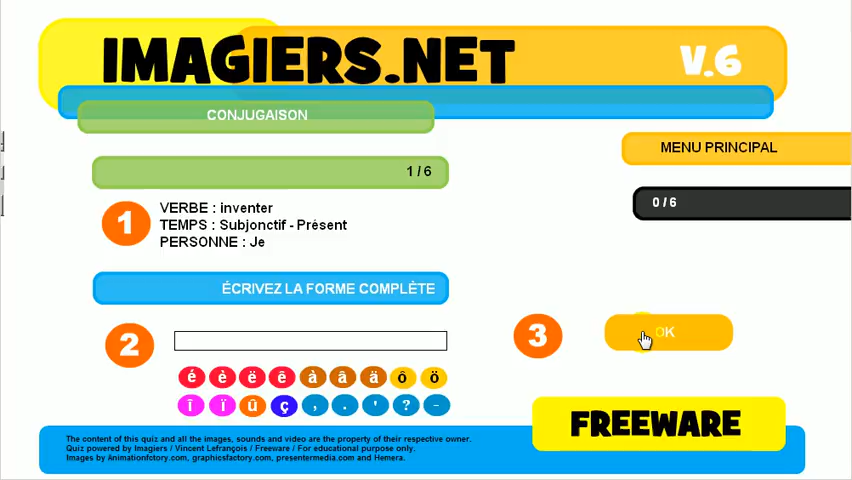 IMAGIERS.NET
V.6
CONJUGAISON
MENU PRINCIPAL
1 / 6
0 / 6
1
VERBE : inventer
TEMPS : Subjonctif - Présent
PERSONNE : Je
ÉCRIVEZ LA FORME COMPLÈTE
2
3
OK
é è ë ê à â ä ô ö
î ï û ç , . ' ? -
FREEWARE
The content of this quiz and all the images, sounds and video are the property of their respective owner.
Quiz powered by Imagiers / Vincent Lefrançois / Freeware / For educational purpose only.
Images by Animationfctory.com, graphicsfactory.com, presentermedia.com and Hemera.